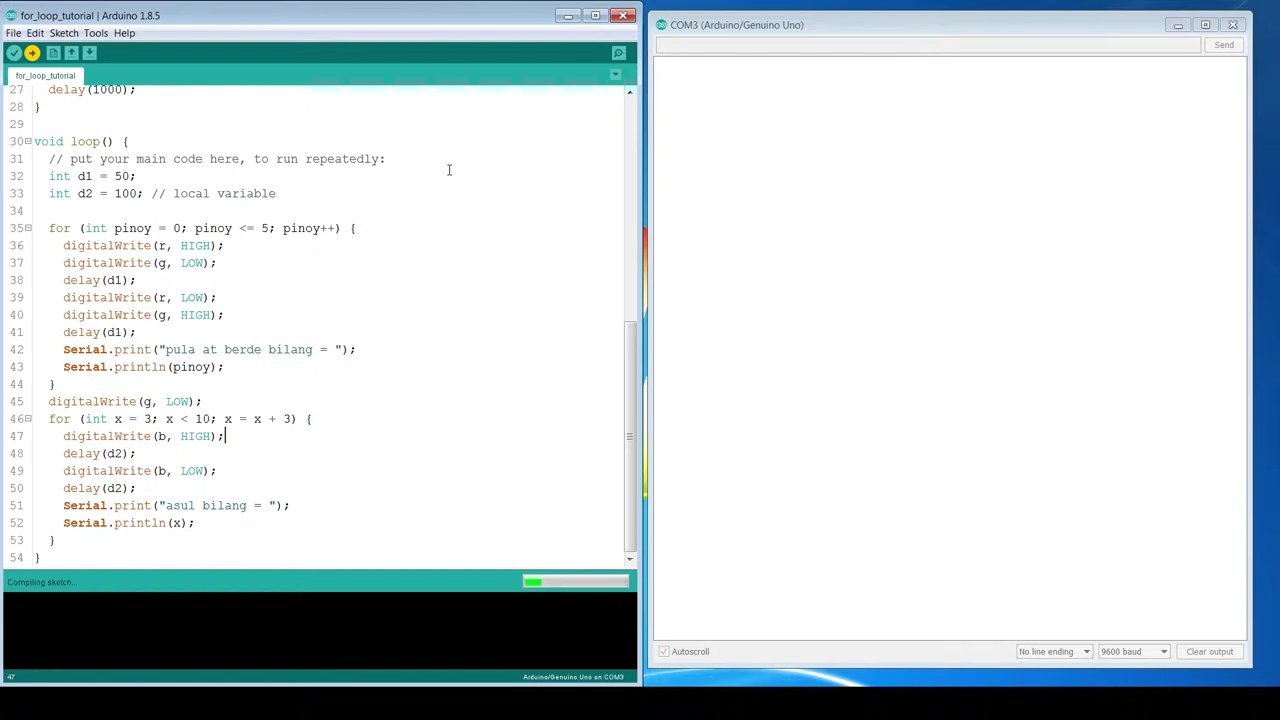 for_loop_tutorial | Arduino 1.8.5
File Edit Sketch Tools Help
for_loop_tutorial
27 delay(1000);
28 }
29
30 void loop() {
31 // put your main code here, to run repeatedly:
32 int d1 = 50;
33 int d2 = 100; // local variable
34
35 for (int pinoy = 0; pinoy <= 5; pinoy++) {
36 digitalWrite(r, HIGH);
37 digitalWrite(g, LOW);
38 delay(d1);
39 digitalWrite(r, LOW);
40 digitalWrite(g, HIGH);
41 delay(d1);
42 Serial.print("pula at berde bilang = ");
43 Serial.println(pinoy);
44 }
45 digitalWrite(g, LOW);
46 for (int x = 3; x < 10; x = x + 3) {
47 digitalWrite(b, HIGH);
48 delay(d2);
49 digitalWrite(b, LOW);
50 delay(d2);
51 Serial.print("asul bilang = ");
52 Serial.println(x);
53 }
54 }
Compiling sketch...
47
Arduino/Genuino Uno on COM3
COM3 (Arduino/Genuino Uno)
Send
Autoscroll
No line ending
9600 baud
Clear output